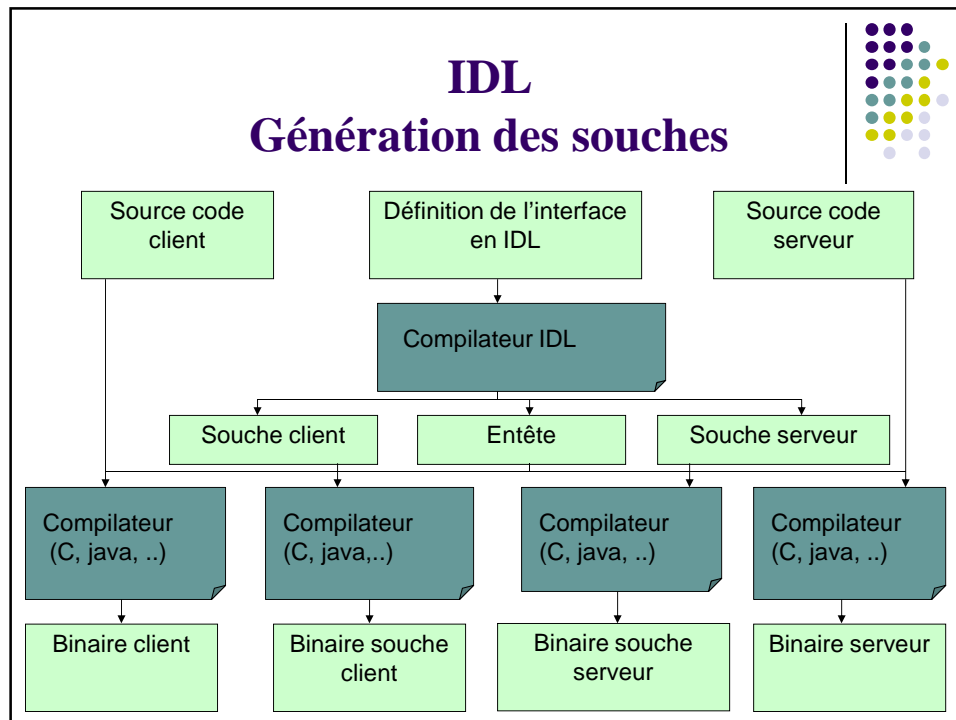 IDL
Génération des souches
Source code
client
Définition de l'interface
en IDL
Source code
serveur
Compilateur IDL
Souche client
Entête
Souche serveur
Compilateur
(C, java, ..)
Compilateur
(C, java,..)
Compilateur
(C, java, ..)
Compilateur
(C, java, ..)
Binaire client
Binaire souche
client
Binaire souche
serveur
Binaire serveur